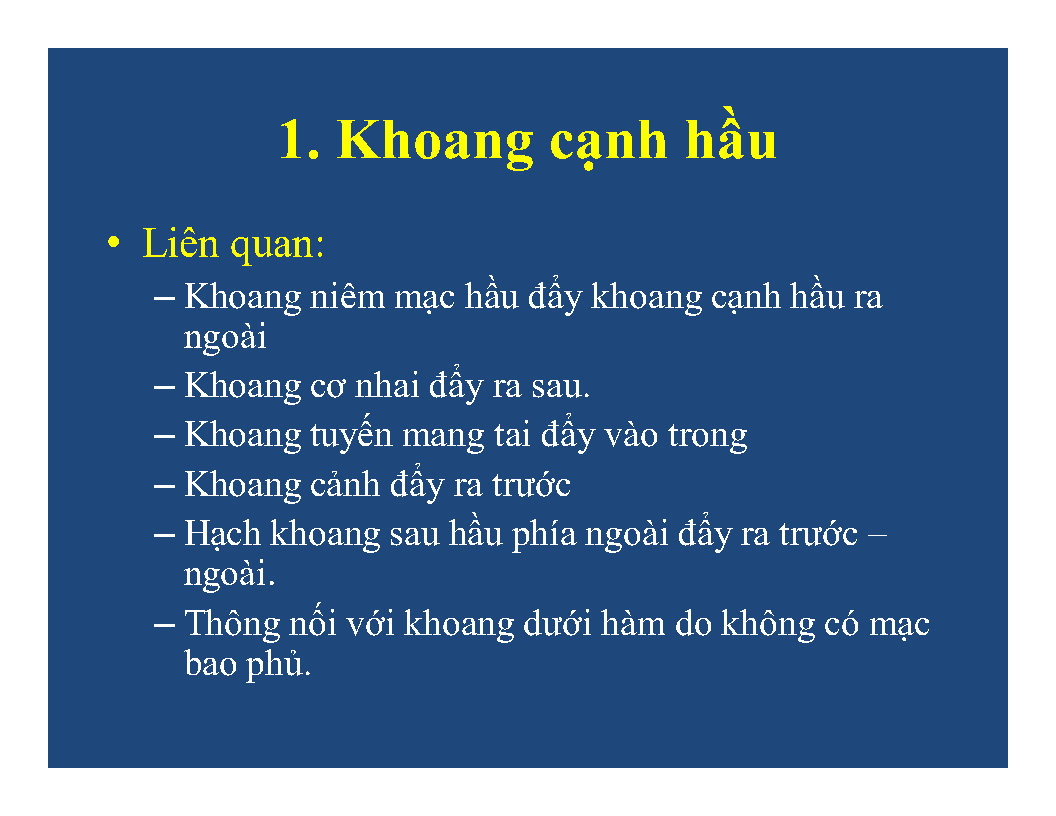 1. Khoang cạnh hầu
• Liên quan:
– Khoang niêm mạc hầu đẩy khoang cạnh hầu ra
ngoài
– Khoang cơ nhai đẩy ra sau.
– Khoang tuyến mang tai đẩy vào trong
– Khoang cảnh đẩy ra trước
– Hạch khoang sau hầu phía ngoài đẩy ra trước –
ngoài.
– Thông nối với khoang dưới hàm do không có mạc
bao phủ.